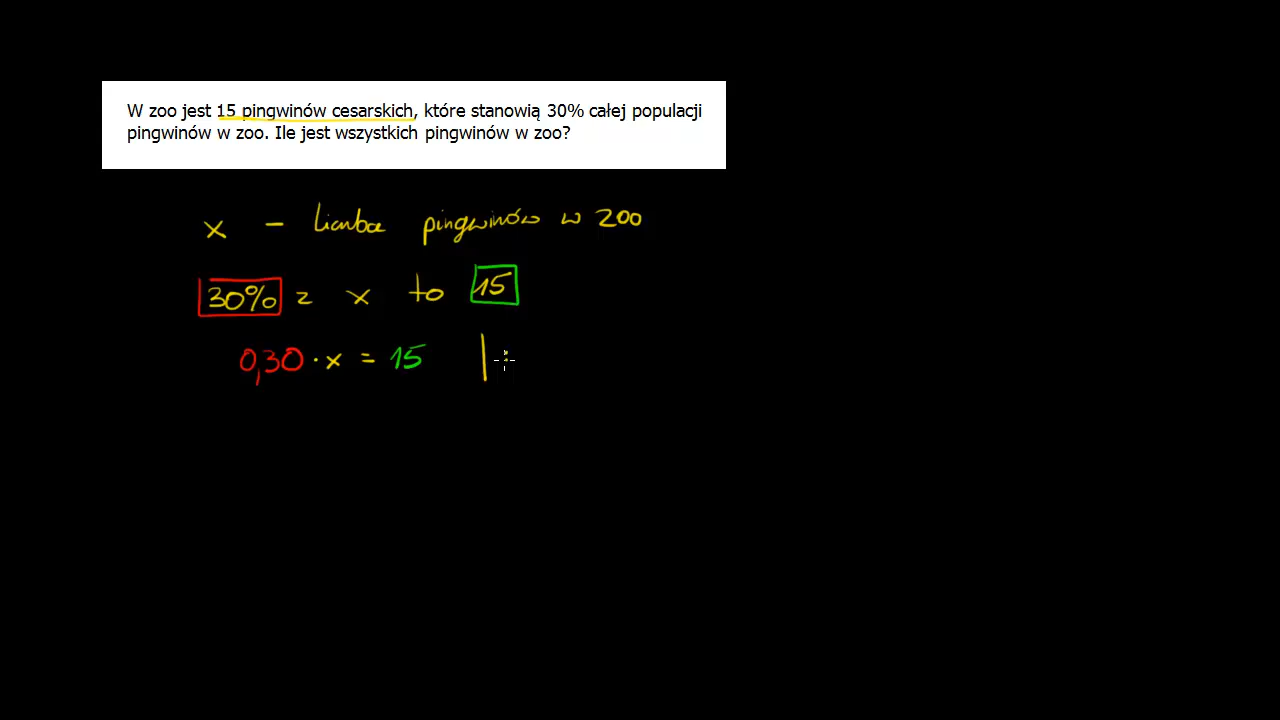 W zoo jest 15 pingwinów cesarskich, które stanowią 30% całej populacji
pingwinów w zoo. Ile jest wszystkich pingwinów w zoo?
x - liczba pingwinów w zoo
30% z x to 15
0,30 · x = 15 | :